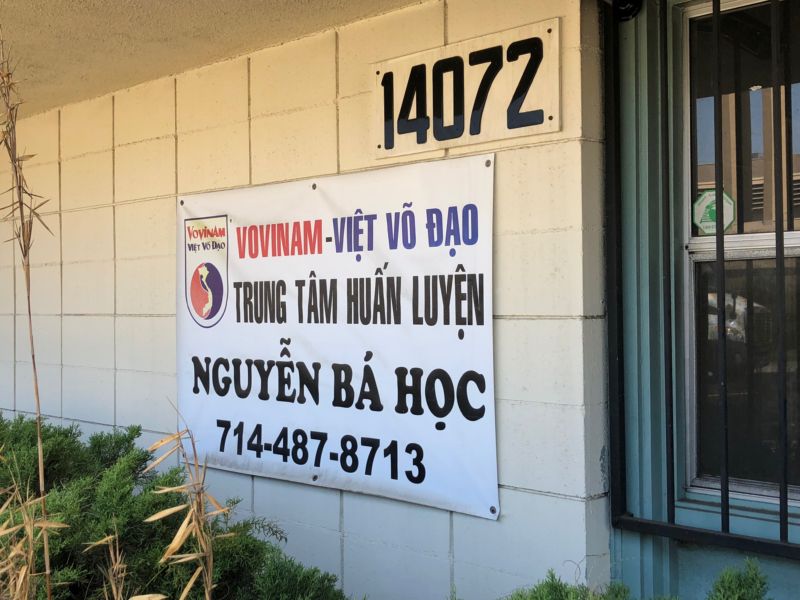 14072
VOVINAM
VIỆT VÕ ĐẠO
VOVINAM-VIỆT VÕ ĐẠO
TRUNG TÂM HUẤN LUYỆN
NGUYỄN BÁ HỌC
714-487-8713